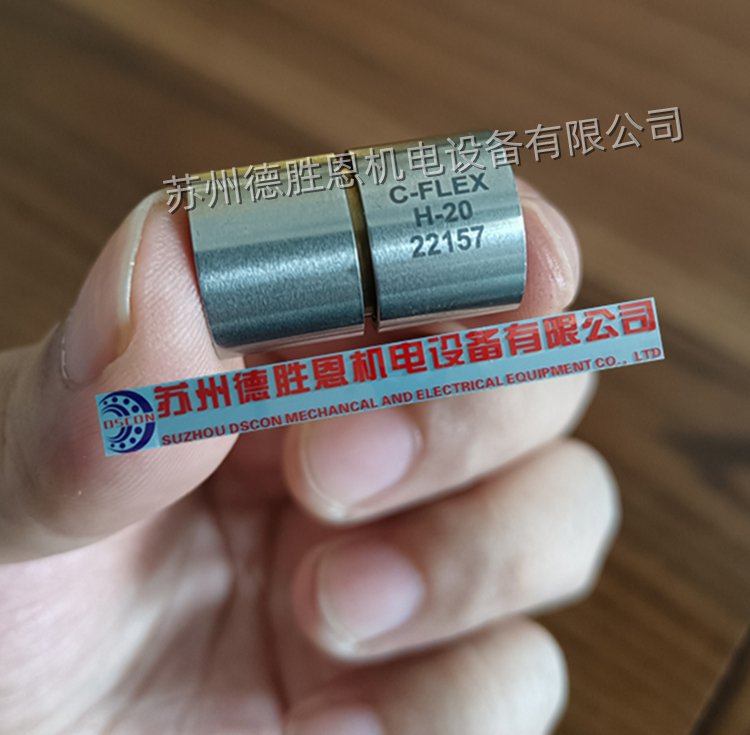 苏州德胜恩机电设备有限公司
C-FLEX
H-20
22157
DSCON
苏州德胜恩机电设备有限公司
SUZHOU DSCON MECHANCAL AND ELECTRICAL EQUIPMENT CO., LTD